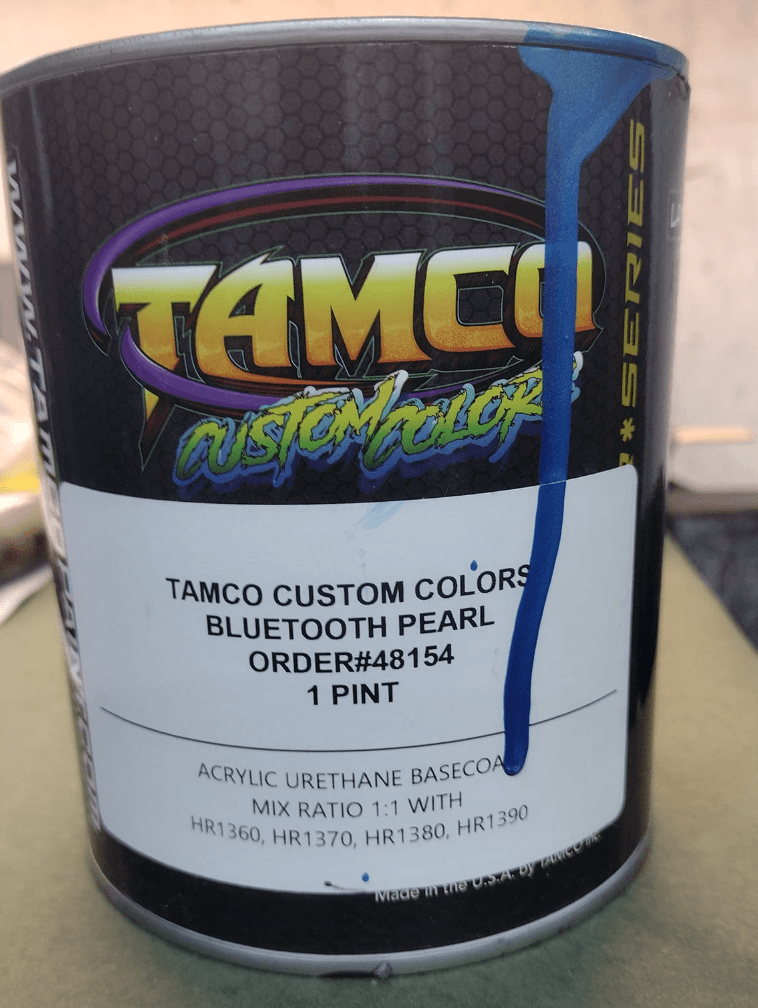 TAMCO
CUSTOM COLORS
* SERIES
TAMCO CUSTOM COLORS
BLUETOOTH PEARL
ORDER#48154
1 PINT
ACRYLIC URETHANE BASECOA
MIX RATIO 1:1 WITH
HR1360, HR1370, HR1380, HR1390
Made in the U.S.A. by TAMCO